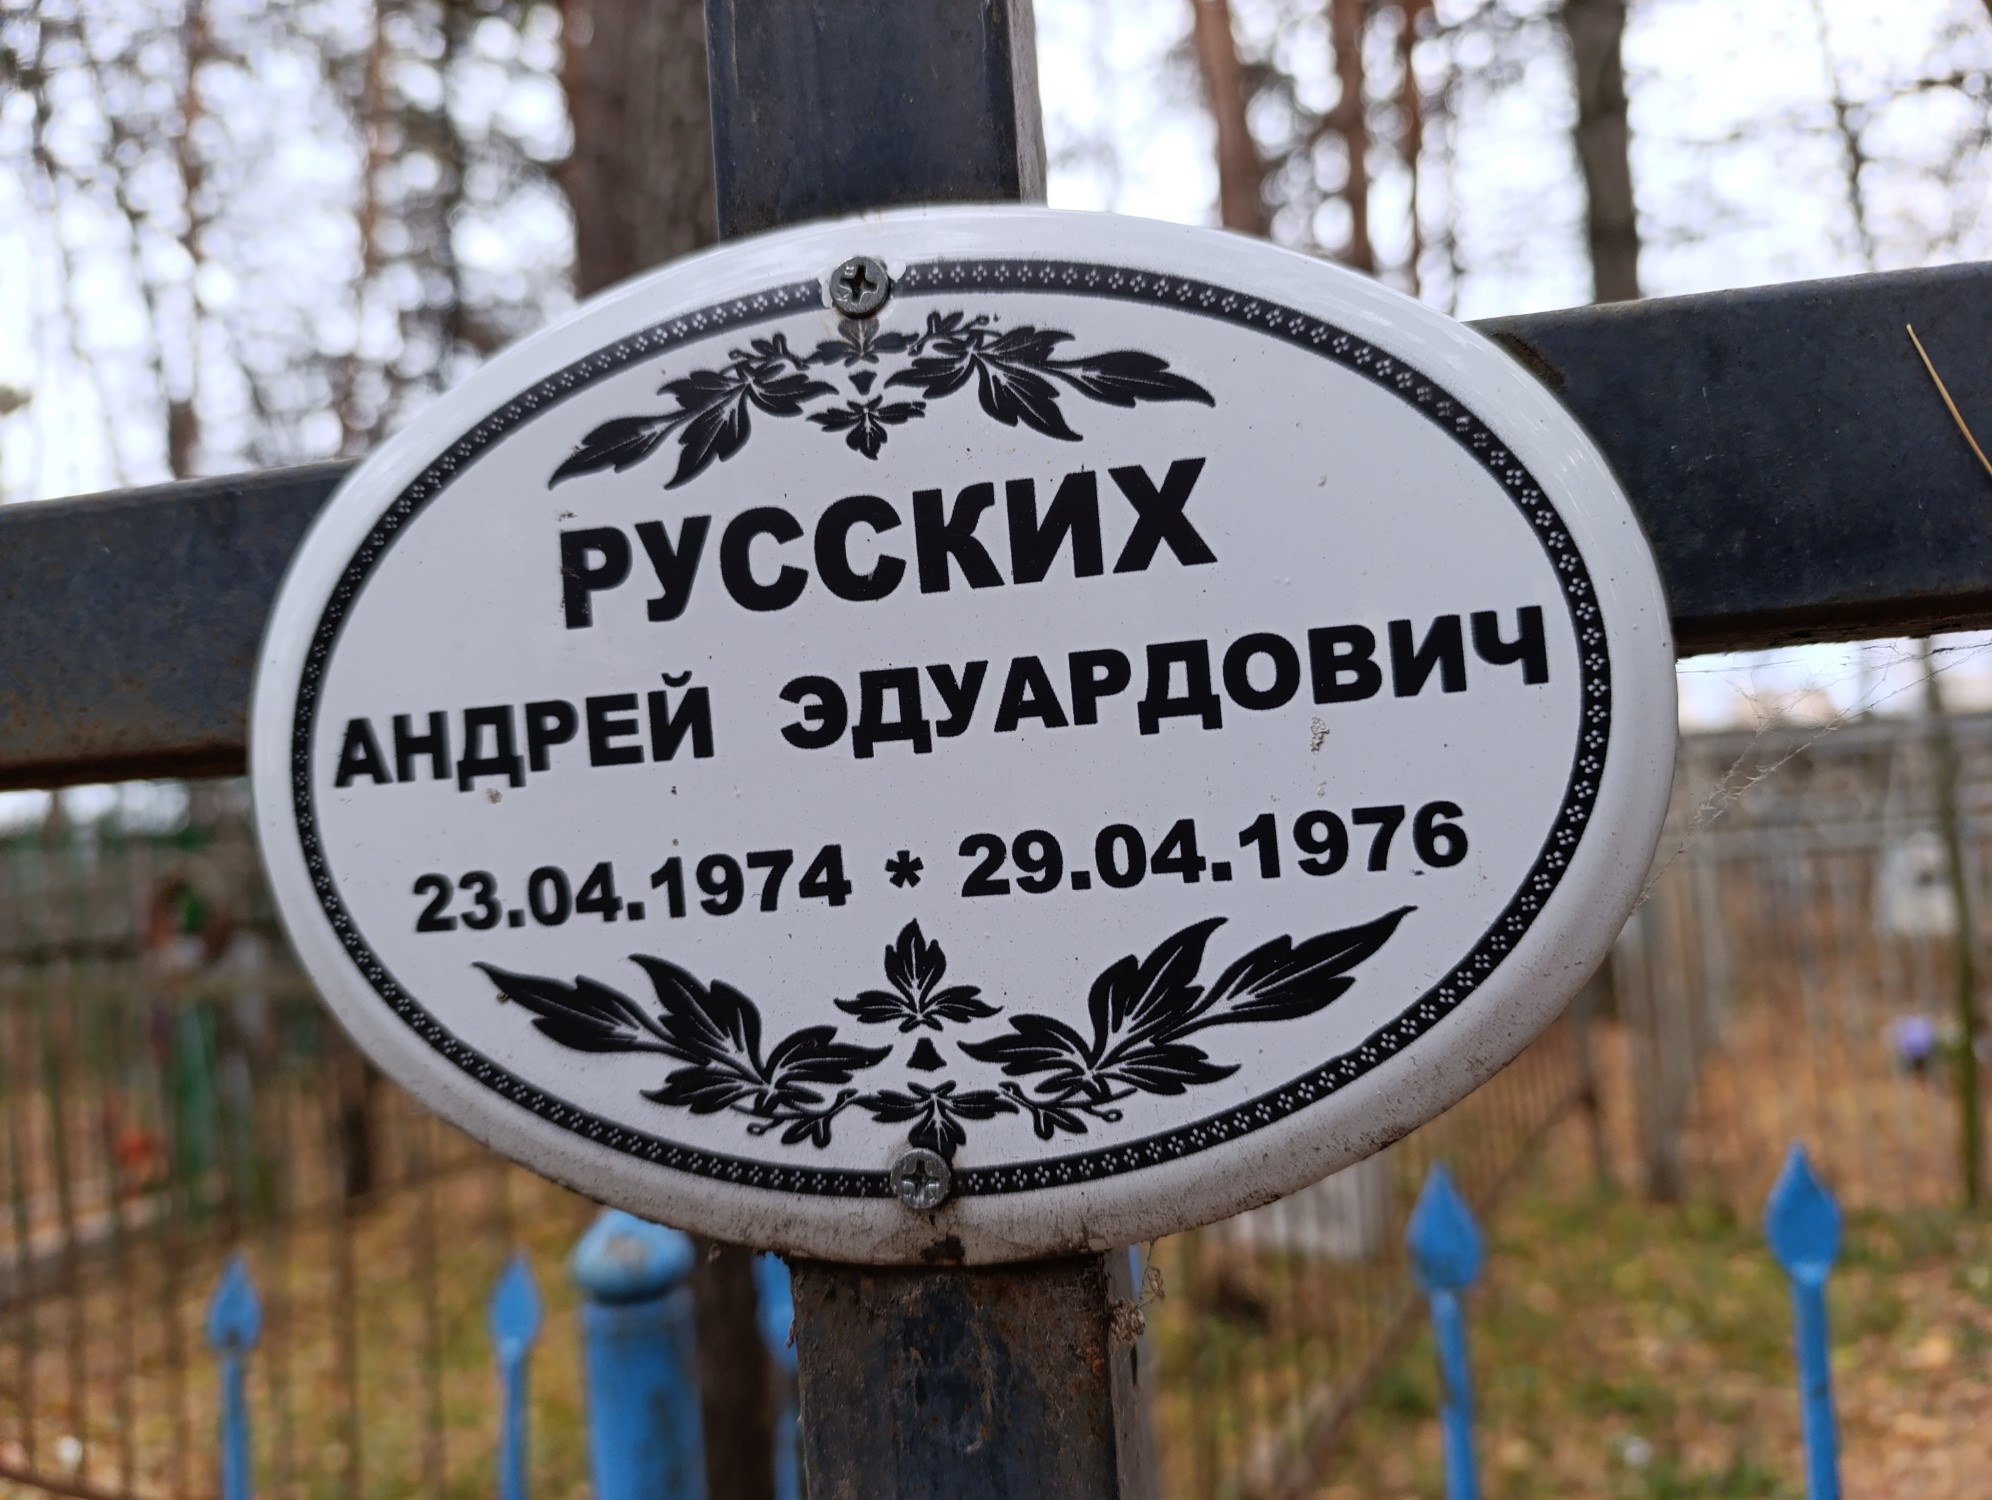 РУССКИХ
АНДРЕЙ ЭДУАРДОВИЧ
23.04.1974 * 29.04.1976